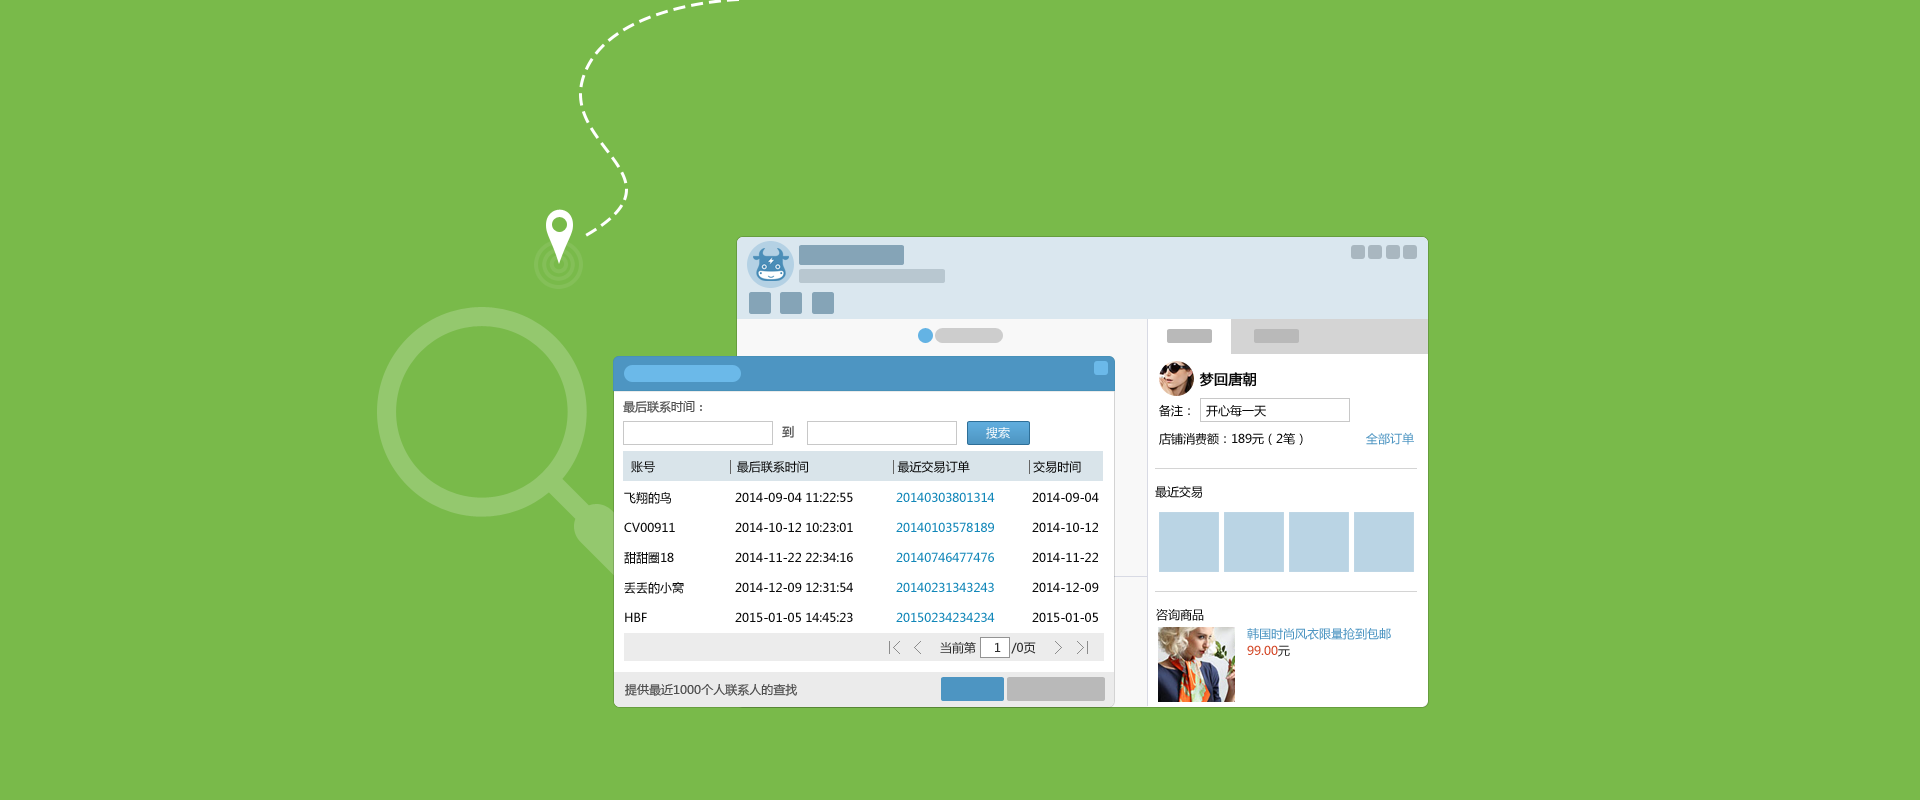 梦回唐朝
备注： 开心每一天
店铺消费额：189元（2笔） 全部订单
最近交易
咨询商品
韩国时尚风衣限量抢到包邮
99.00元
最后联系时间：
到 搜索
账号 最后联系时间 最近交易订单 交易时间
飞翔的鸟 2014-09-04 11:22:55 20140303801314 2014-09-04
CV00911 2014-10-12 10:23:01 20140103578189 2014-10-12
甜甜圈18 2014-11-22 22:34:16 20140746477476 2014-11-22
丢丢的小窝 2014-12-09 12:31:54 20140231343243 2014-12-09
HBF 2015-01-05 14:45:23 20150234234234 2015-01-05
当前第 1 /0页
提供最近1000个人联系人的查找